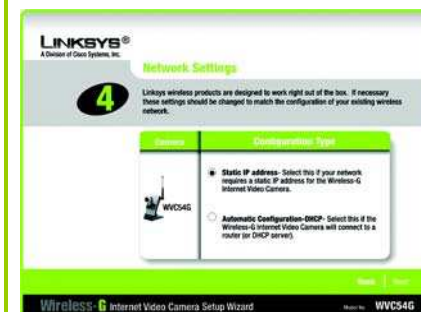 LINKSYS®
A Division of Cisco Systems, Inc.
Network Settings
4
Linksys wireless products are designed to work right out of the box. If necessary
these settings should be changed to match the configuration of your existing wireless
network.
Camera
Configuration Type
WVC54G
Static IP address- Select this if your network
requires a static IP address for the Wireless-G
Internet Video Camera.
Automatic Configuration-DHCP- Select this if the
Wireless-G Internet Video Camera will connect to a
router (or DHCP server).
Back | Next
Wireless-G Internet Video Camera Setup Wizard
Model No. WVC54G